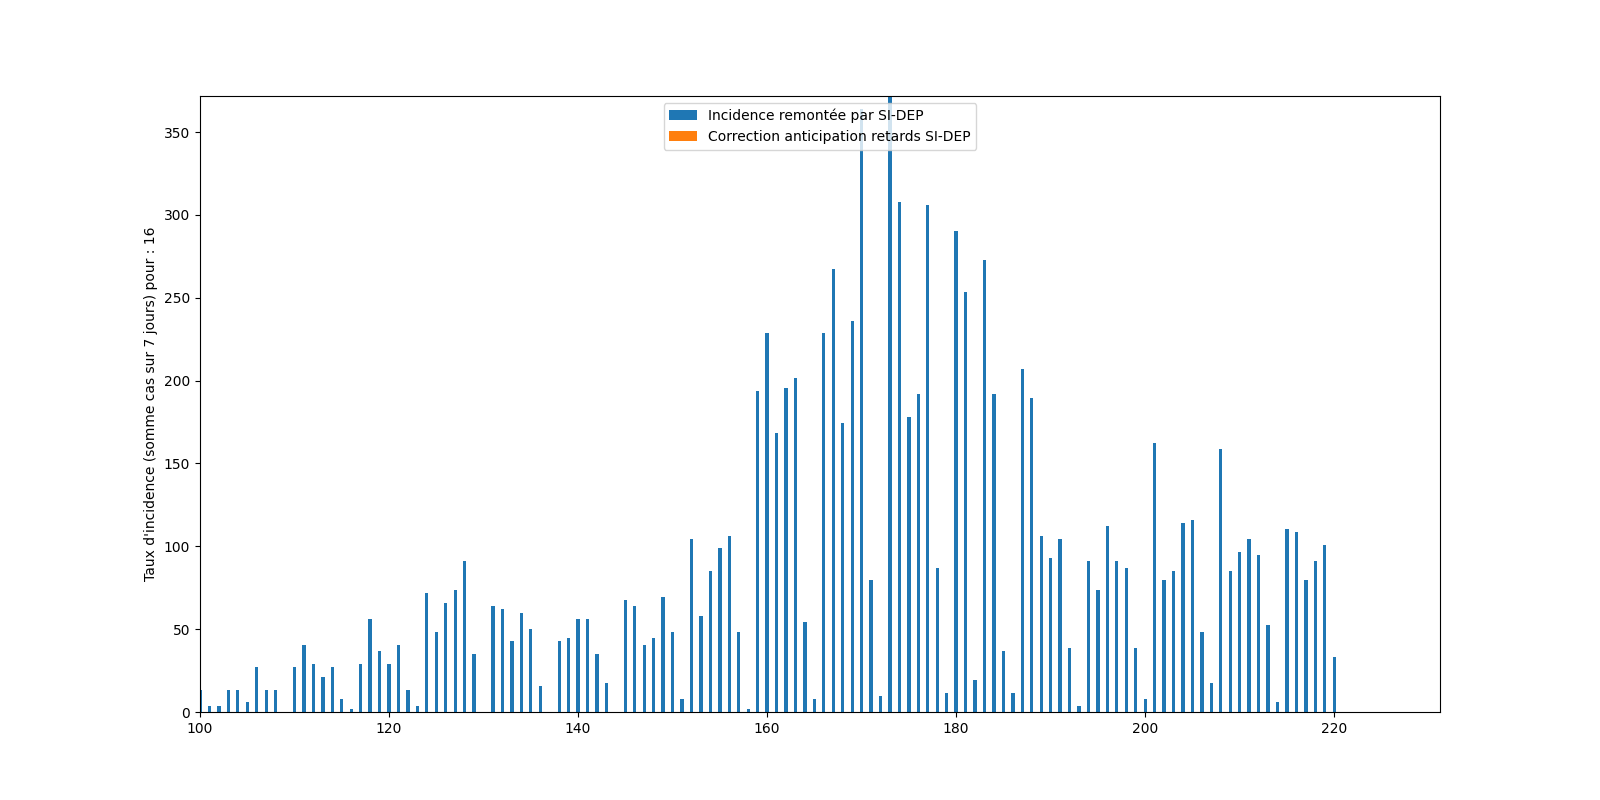 Incidence remontée par SI-DEP
Correction anticipation retards SI-DEP
Taux d'incidence (somme cas sur 7 jours) pour : 16
350
300
250
200
150
100
50
0
100 120 140 160 180 200 220